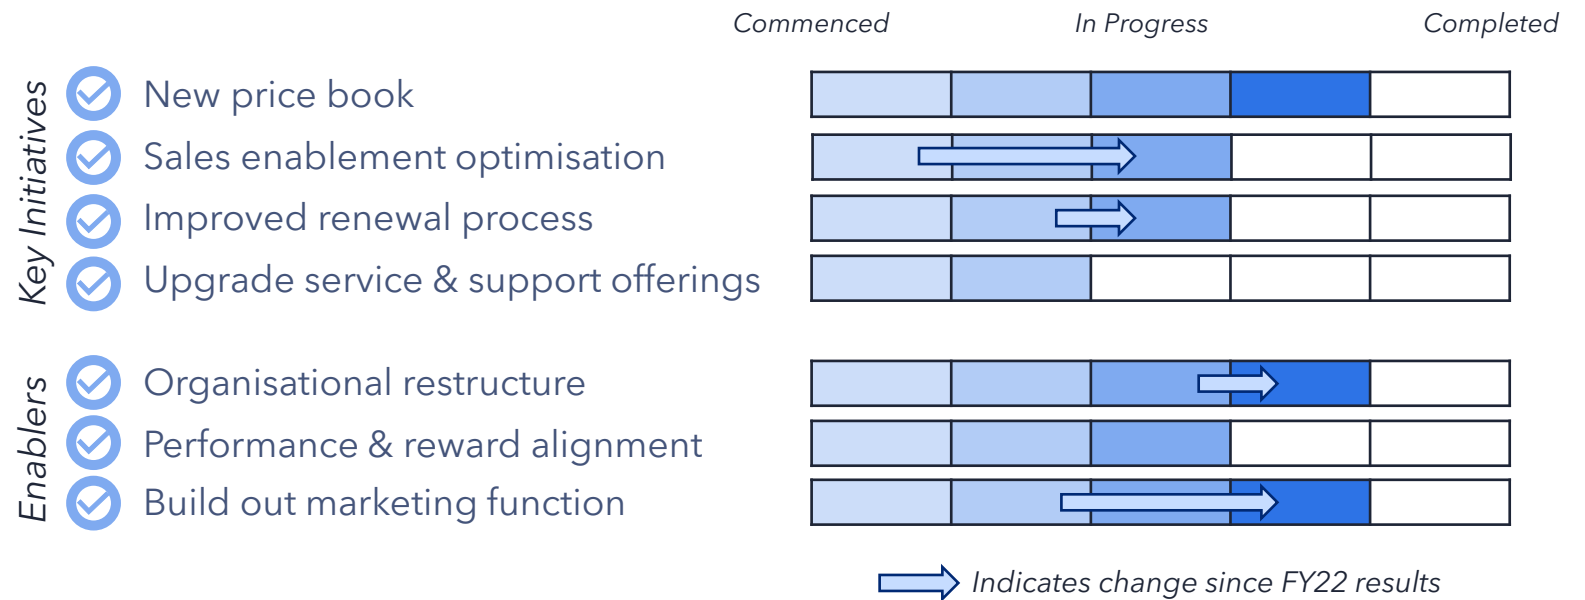 Commenced In Progress Completed
Key Initiatives
New price book
Sales enablement optimisation
Improved renewal process
Upgrade service & support offerings
Enablers
Organisational restructure
Performance & reward alignment
Build out marketing function
Indicates change since FY22 results